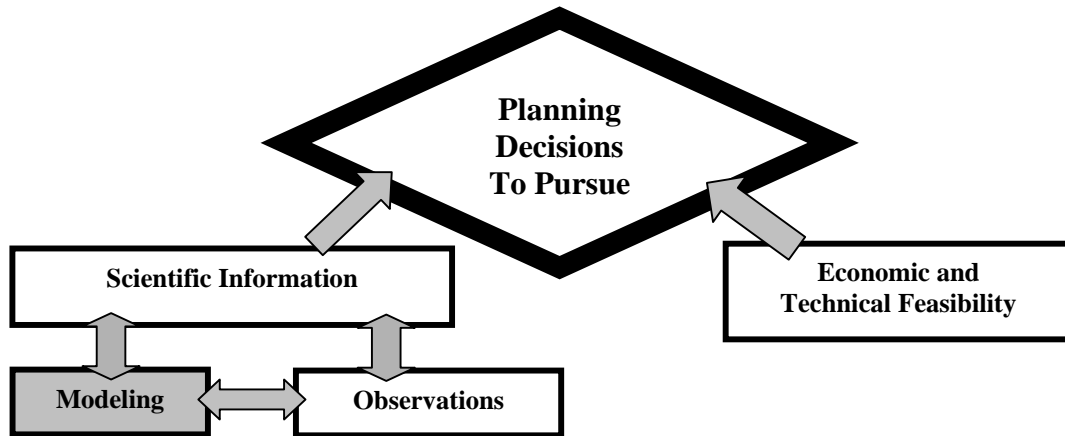 Planning
Decisions
To Pursue
Scientific Information
Economic and
Technical Feasibility
Modeling
Observations